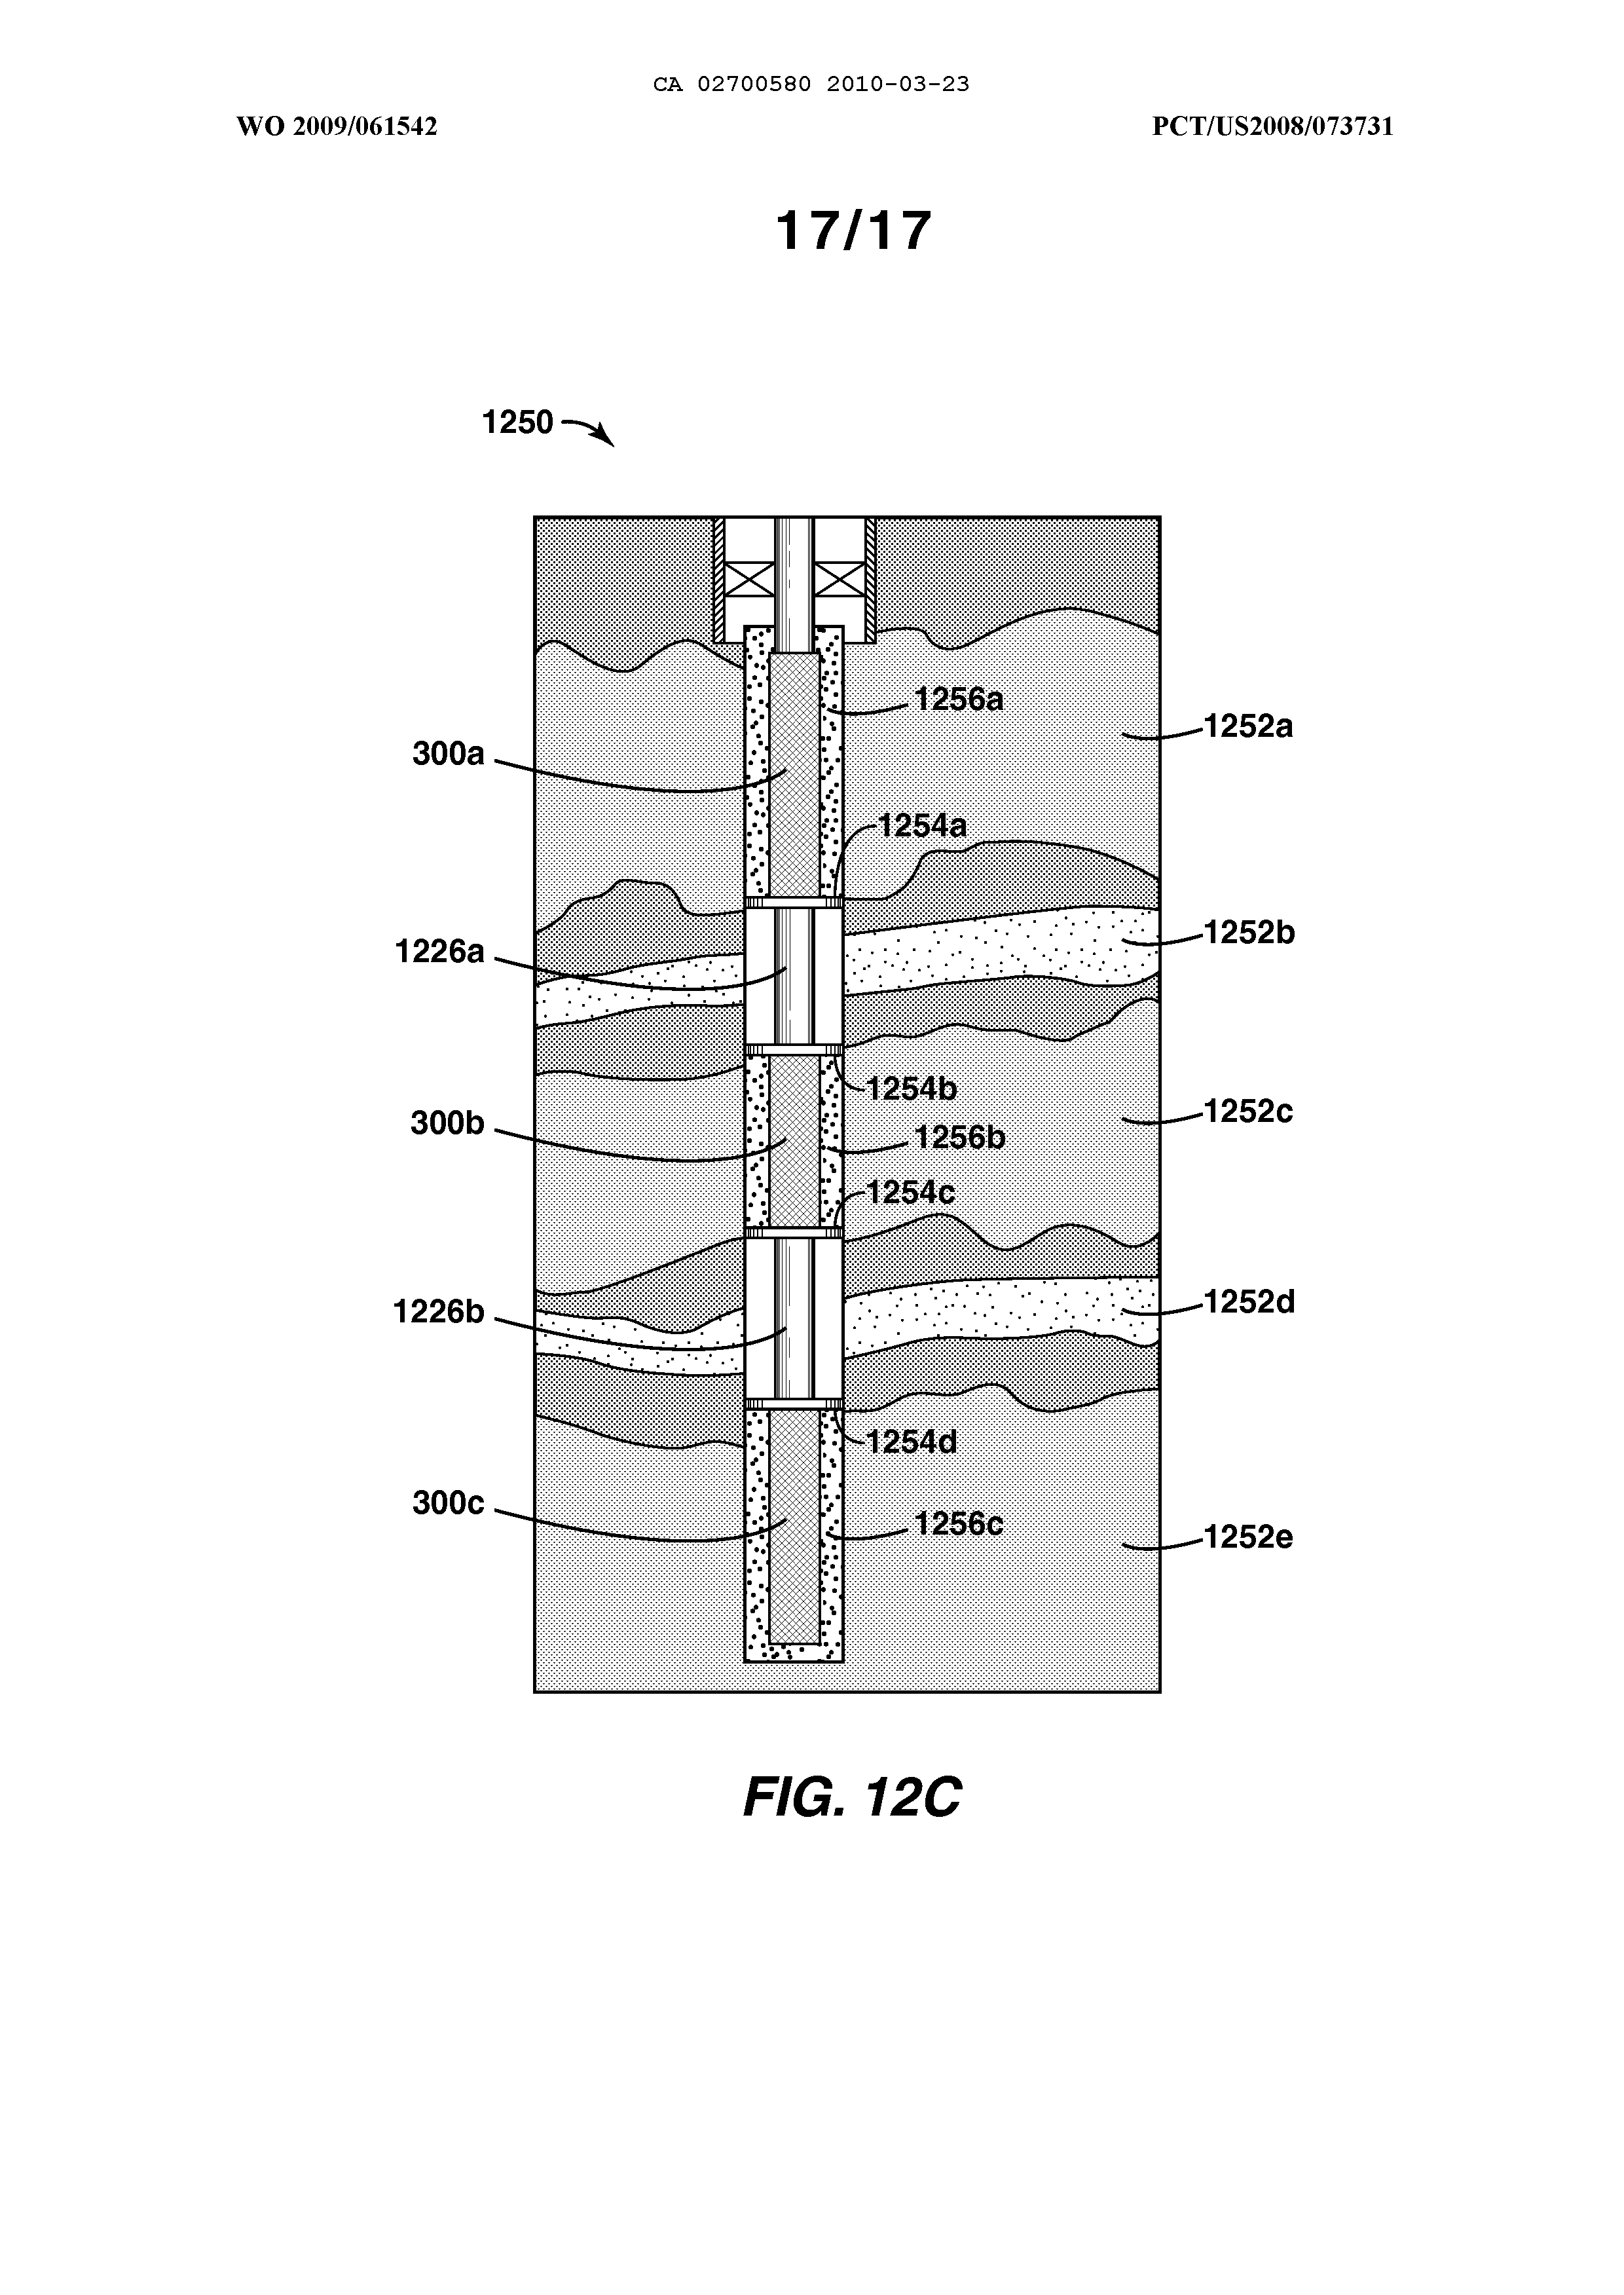 CA 02700580 2010-03-23
WO 2009/061542
PCT/US2008/073731
17/17
1250
1256a
1252a
300a
1254a
1252b
1226a
1254b
1252c
300b
1256b
1254c
1252d
1226b
1254d
300c
1256c
1252e
FIG. 12C